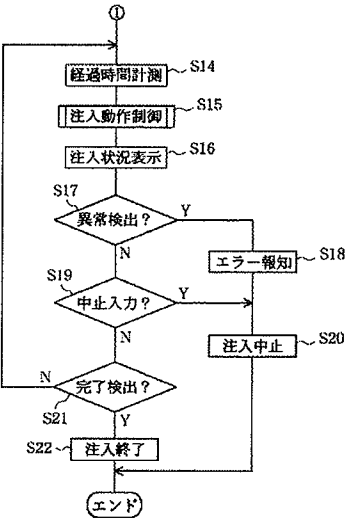 ①
経過時間計測 S14
注入動作制御 S15
注入状況表示 S16
S17
異常検出? Y
N
エラー報知 S18
S19
中止入力? Y
N
注入中止 S20
N 完了検出?
S21
Y
S22 注入終了
エンド